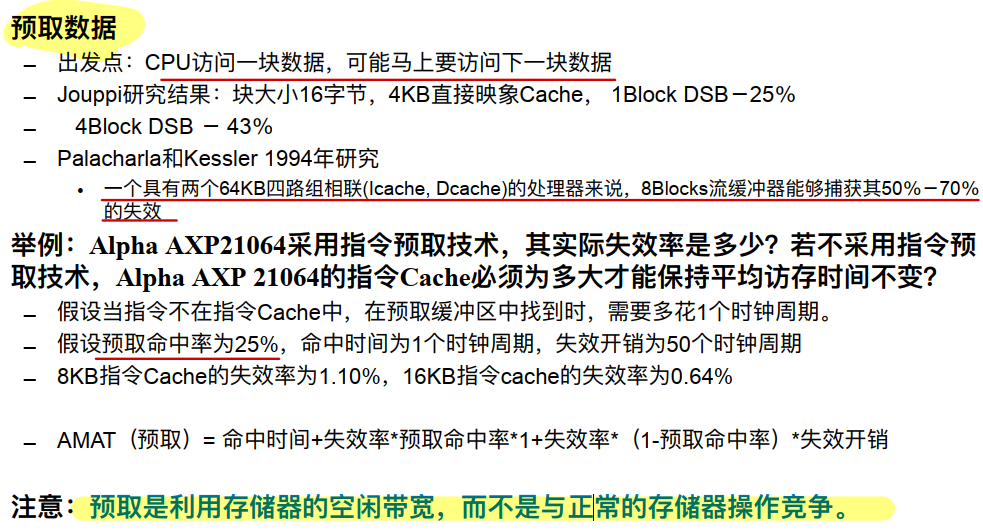 预取数据
– 出发点：CPU访问一块数据，可能马上要访问下一块数据
– Jouppi研究结果：块大小16字节，4KB直接映象Cache， 1Block DSB－25%
– 4Block DSB － 43%
– Palacharla和Kessler 1994年研究
• 一个具有两个64KB四路组相联(Icache, Dcache)的处理器来说，8Blocks流缓冲器能够捕获其50%－70%
的失效
举例：Alpha AXP21064采用指令预取技术，其实际失效率是多少？若不采用指令预
取技术，Alpha AXP 21064的指令Cache必须为多大才能保持平均访存时间不变？
– 假设当指令不在指令Cache中，在预取缓冲区中找到时，需要多花1个时钟周期。
– 假设预取命中率为25%，命中时间为1个时钟周期，失效开销为50个时钟周期
– 8KB指令Cache的失效率为1.10%，16KB指令cache的失效率为0.64%
– AMAT（预取）= 命中时间+失效率*预取命中率*1+失效率*（1-预取命中率）*失效开销
注意：预取是利用存储器的空闲带宽，而不是与正常的存储器操作竞争。